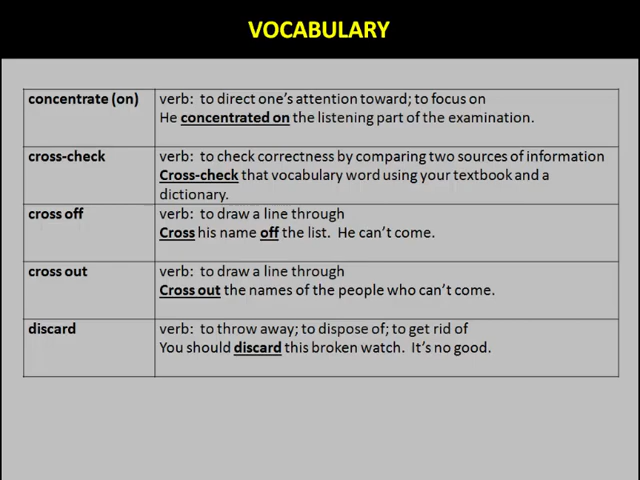 VOCABULARY
concentrate (on)
verb: to direct one's attention toward; to focus on
He concentrated on the listening part of the examination.
cross-check
verb: to check correctness by comparing two sources of information
Cross-check that vocabulary word using your textbook and a
dictionary.
cross off
verb: to draw a line through
Cross his name off the list. He can't come.
cross out
verb: to draw a line through
Cross out the names of the people who can't come.
discard
verb: to throw away; to dispose of; to get rid of
You should discard this broken watch. It's no good.